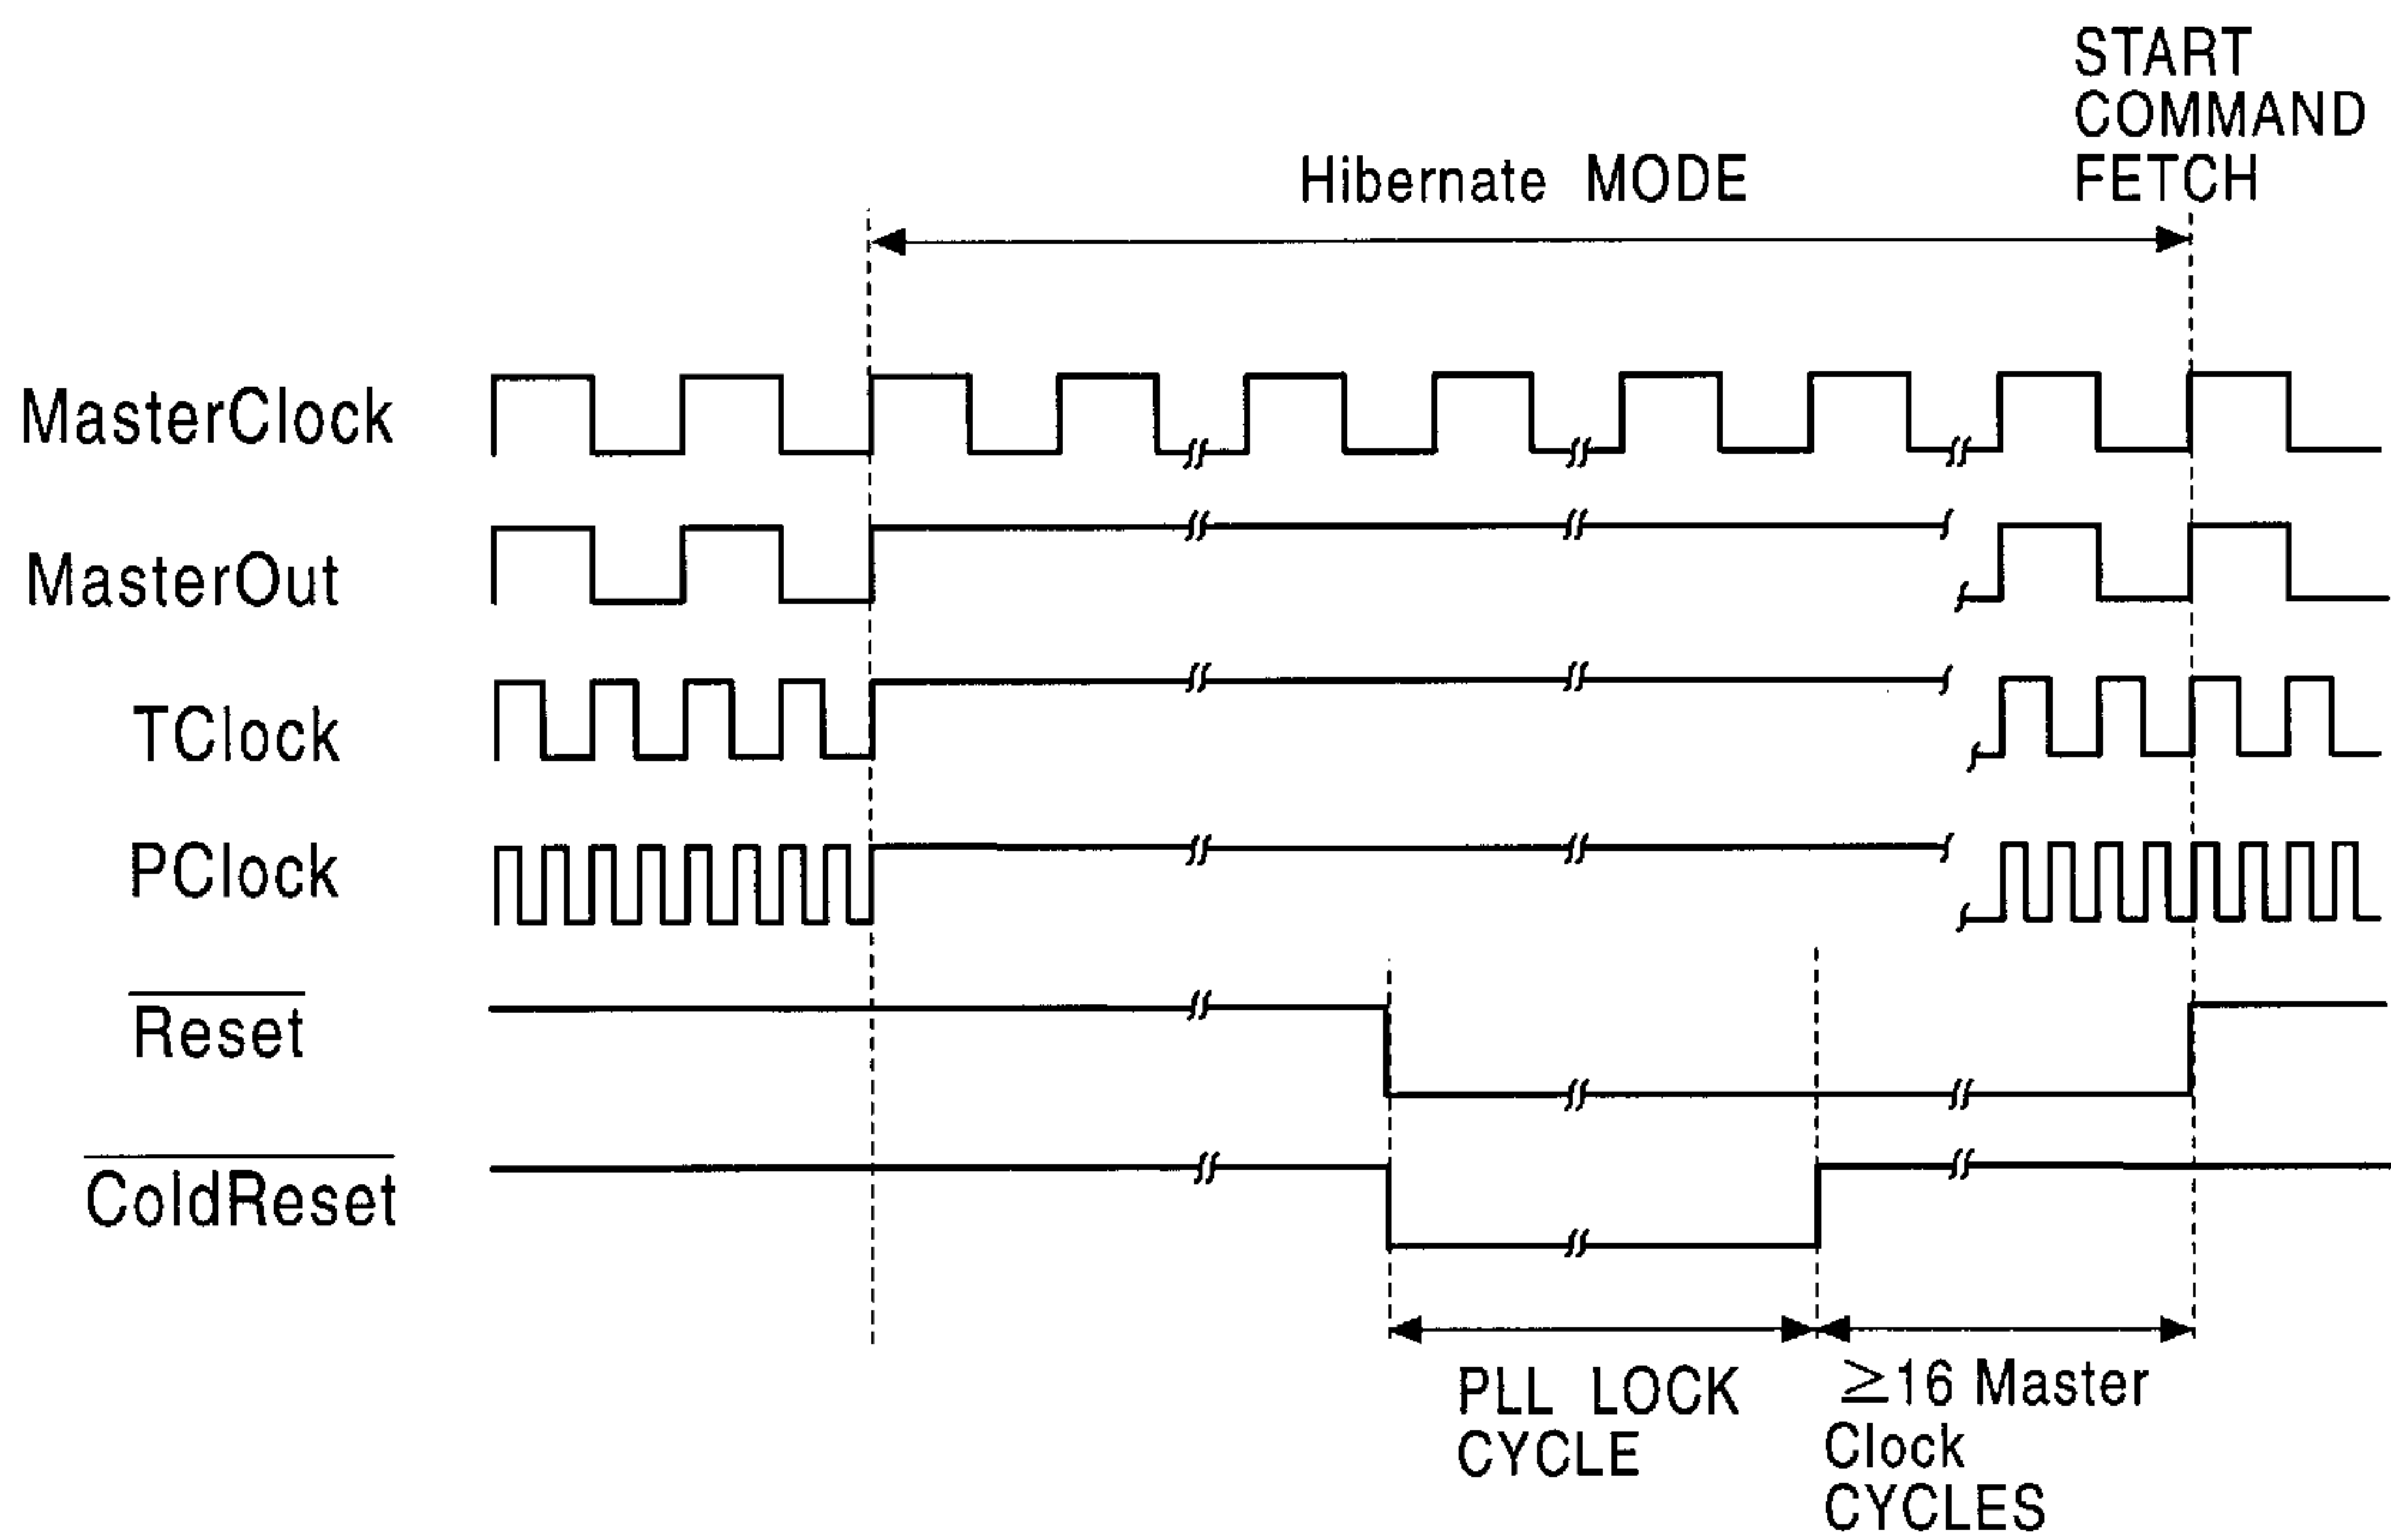 START
COMMAND
FETCH
Hibernate MODE
MasterClock
MasterOut
TClock
PClock
Reset
ColdReset
PLL LOCK
CYCLE
≥16 Master
Clock
CYCLES